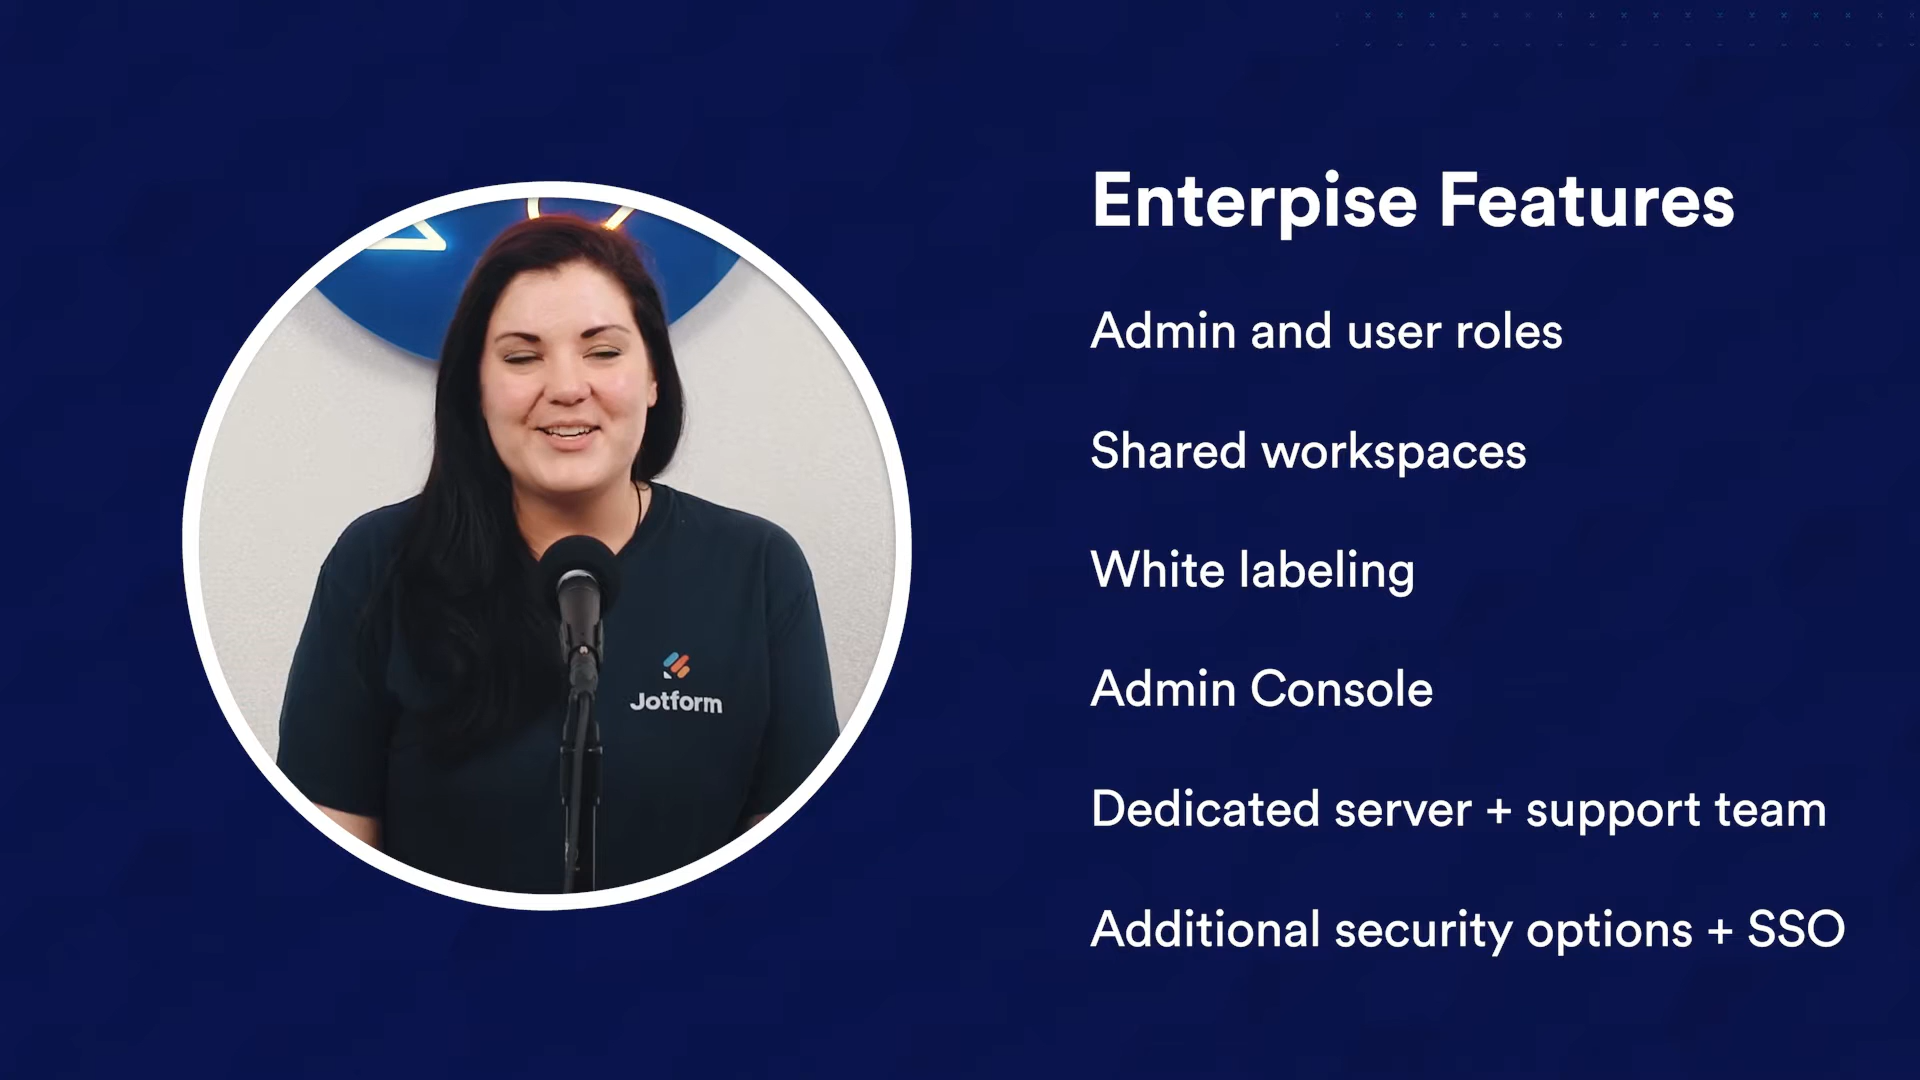 Enterpise Features
Admin and user roles
Shared workspaces
White labeling
Admin Console
Dedicated server + support team
Additional security options + SSO
Jotform